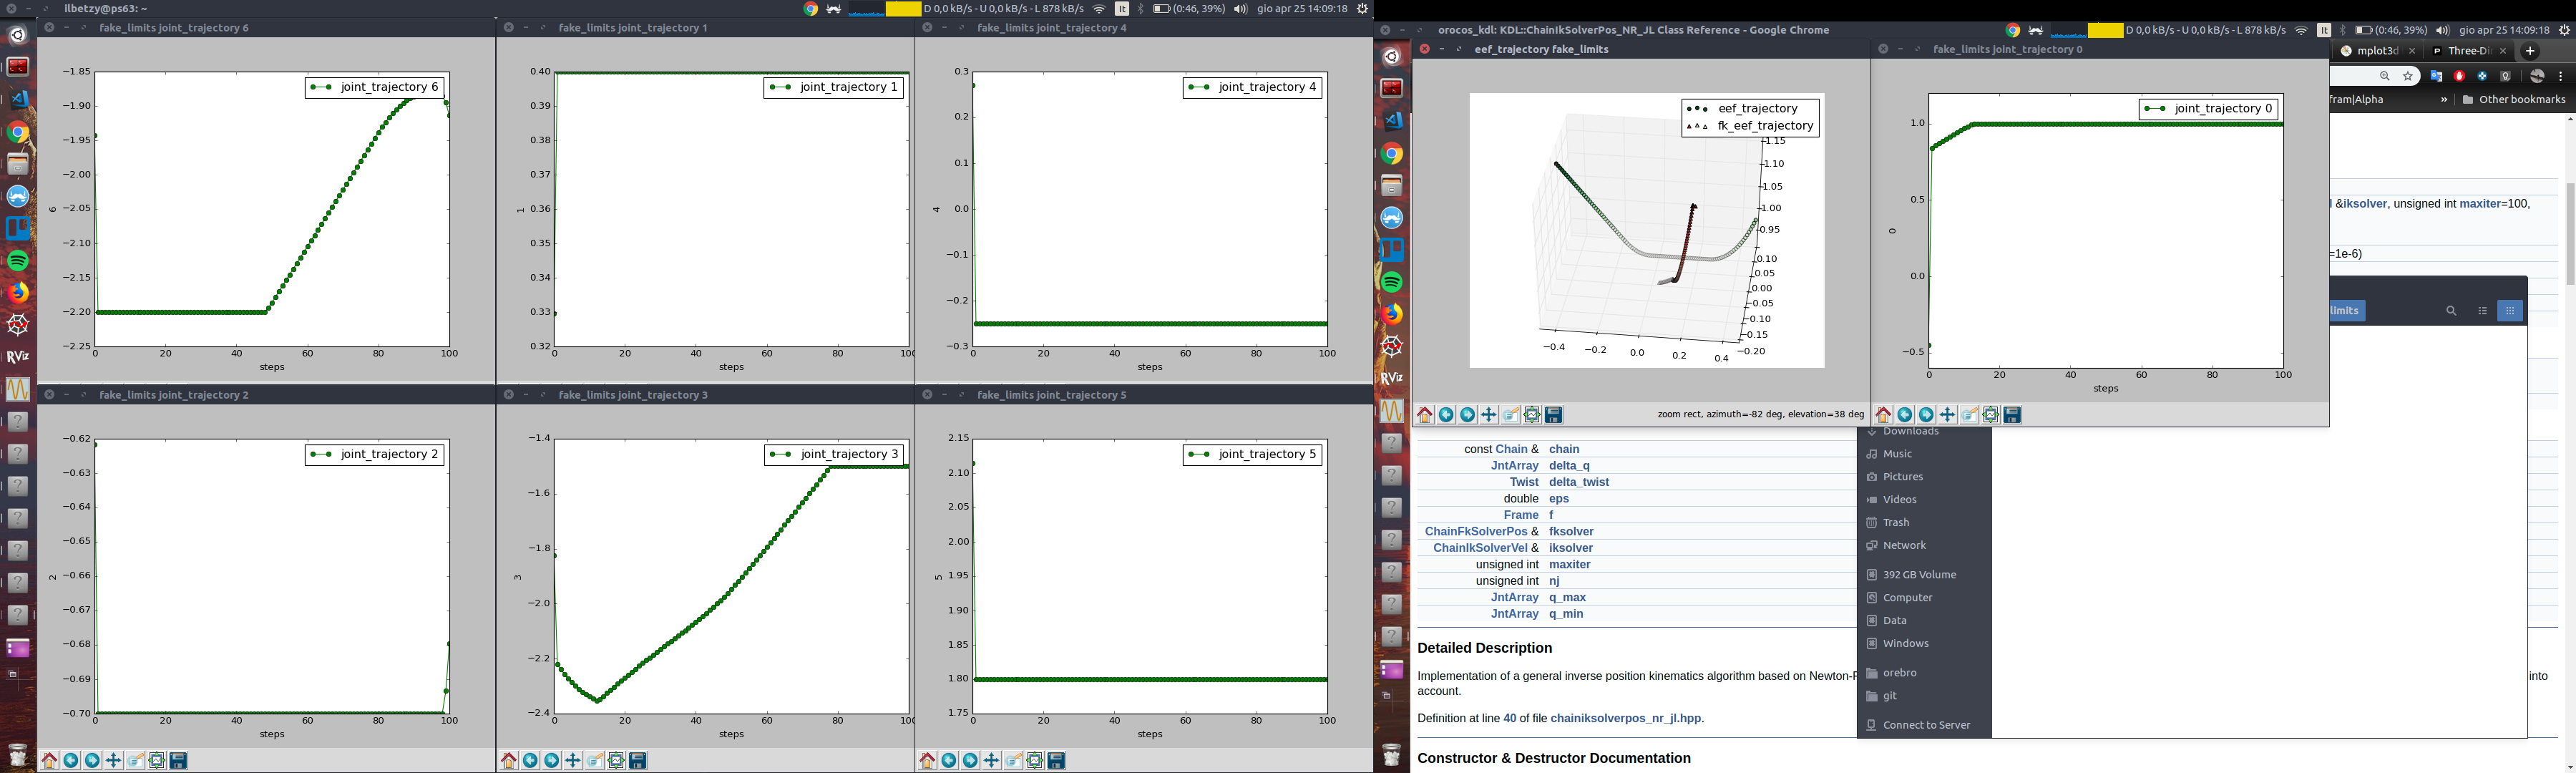 ilbetzy@ps63: ~
D 0,0 kB/s - U 0,0 kB/s - L 878 kB/s
It
(0:46, 39%)
gio apr 25 14:09:18
fake_limits joint_trajectory 6
fake_limits joint_trajectory 1
fake_limits joint_trajectory 4
−1.85
−1.90
−1.95
−2.00
−2.05
−2.10
−2.15
−2.20
−2.25
6
joint_trajectory 6
0 20 40 60 80 100
steps
0.40
0.39
0.38
0.37
0.36
0.35
0.34
0.33
0.32
1
joint_trajectory 1
0 20 40 60 80 100
steps
0.3
0.2
0.1
0.0
−0.1
−0.2
−0.3
4
joint_trajectory 4
0 20 40 60 80 100
steps
fake_limits joint_trajectory 2
fake_limits joint_trajectory 3
fake_limits joint_trajectory 5
−0.62
−0.63
−0.64
−0.65
−0.66
−0.67
−0.68
−0.69
−0.70
2
joint_trajectory 2
0 20 40 60 80 100
steps
−1.4
−1.6
−1.8
−2.0
−2.2
−2.4
3
joint_trajectory 3
0 20 40 60 80 100
steps
2.15
2.10
2.05
2.00
1.95
1.90
1.85
1.80
1.75
5
joint_trajectory 5
0 20 40 60 80 100
steps
RViz
orocos_kdl: KDL::ChainIkSolverPos_NR_JL Class Reference - Google Chrome
D 0,0 kB/s - U 0,0 kB/s - L 878 kB/s
It
(0:46, 39%)
gio apr 25 14:09:18
eef_trajectory fake_limits
fake_limits joint_trajectory 0
mplot3d
Three-Di
eef_trajectory
fk_eef_trajectory
1.15
1.10
1.05
1.00
0.95
0.10
0.05
0.00
−0.05
−0.10
−0.15
−0.20
−0.4 −0.2 0.0 0.2 0.4
zoom rect, azimuth=-82 deg, elevation=38 deg
1.0
0.5
0.0
−0.5
0
joint_trajectory 0
0 20 40 60 80 100
steps
RViz
fram|Alpha
»
Other bookmarks
&iksolver, unsigned int maxiter=100,
=1e-6)
limits
Downloads
Music
Pictures
Videos
Trash
Network
392 GB Volume
Computer
Data
Windows
orebro
git
Connect to Server
const Chain & chain
JntArray delta_q
Twist delta_twist
double eps
Frame f
ChainFkSolverPos & fksolver
ChainIkSolverVel & iksolver
unsigned int maxiter
unsigned int nj
JntArray q_max
JntArray q_min
Detailed Description
Implementation of a general inverse position kinematics algorithm based on Newton-
into
account.
Definition at line 40 of file chainiksolverpos_nr_jl.hpp.
Constructor & Destructor Documentation